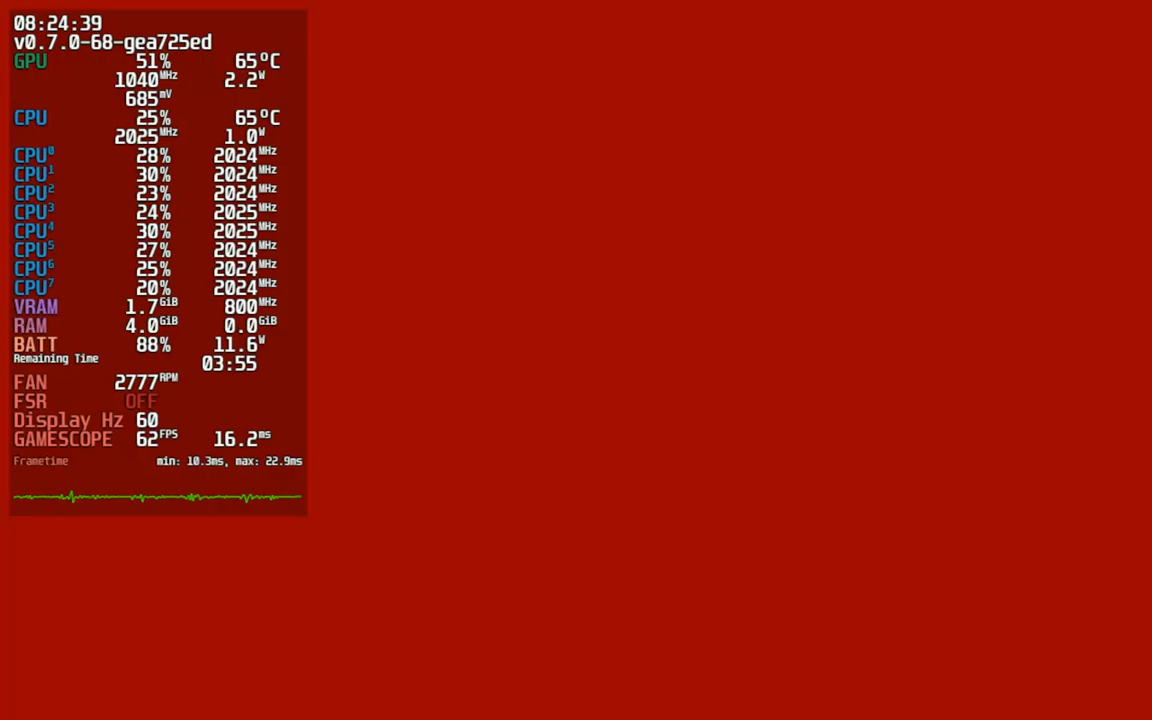 08:24:39
v0.7.0-68-gea725ed
GPU 51% 65°C
1040MHz 2.2W
685mV
CPU 25% 65°C
2025MHz 1.0W
CPU0 28% 2024MHz
CPU1 30% 2024MHz
CPU2 23% 2024MHz
CPU3 24% 2025MHz
CPU4 30% 2025MHz
CPU5 27% 2024MHz
CPU6 25% 2024MHz
CPU7 20% 2024MHz
VRAM 1.7GiB 800MHz
RAM 4.0GiB 0.0GiB
BATT 88% 11.6W
Remaining Time 03:55
FAN 2777RPM
FSR OFF
Display Hz 60
GAMESCOPE 62FPS 16.2ms
Frametime min: 10.3ms, max: 22.9ms